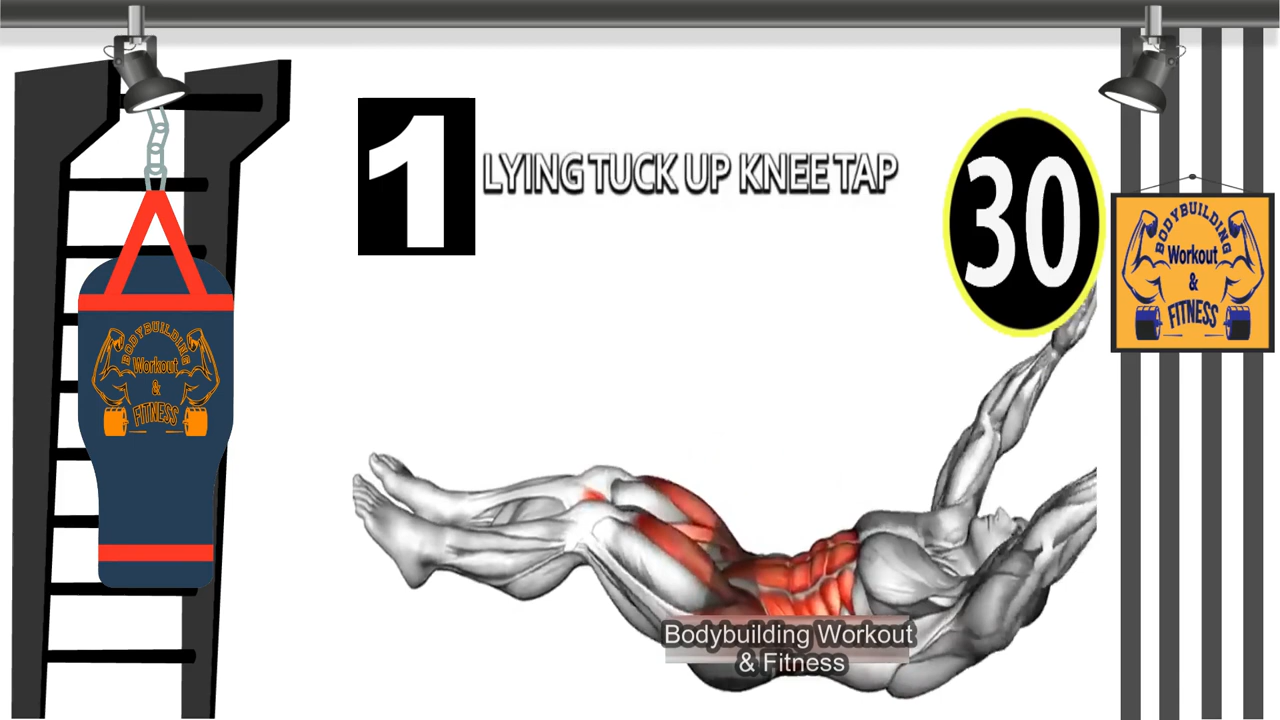 1
LYING TUCK UP KNEE TAP
30
BODYBUILDING
Workout
&
FITNESS
BODYBUILDING
Workout
&
FITNESS
Bodybuilding Workout
& Fitness